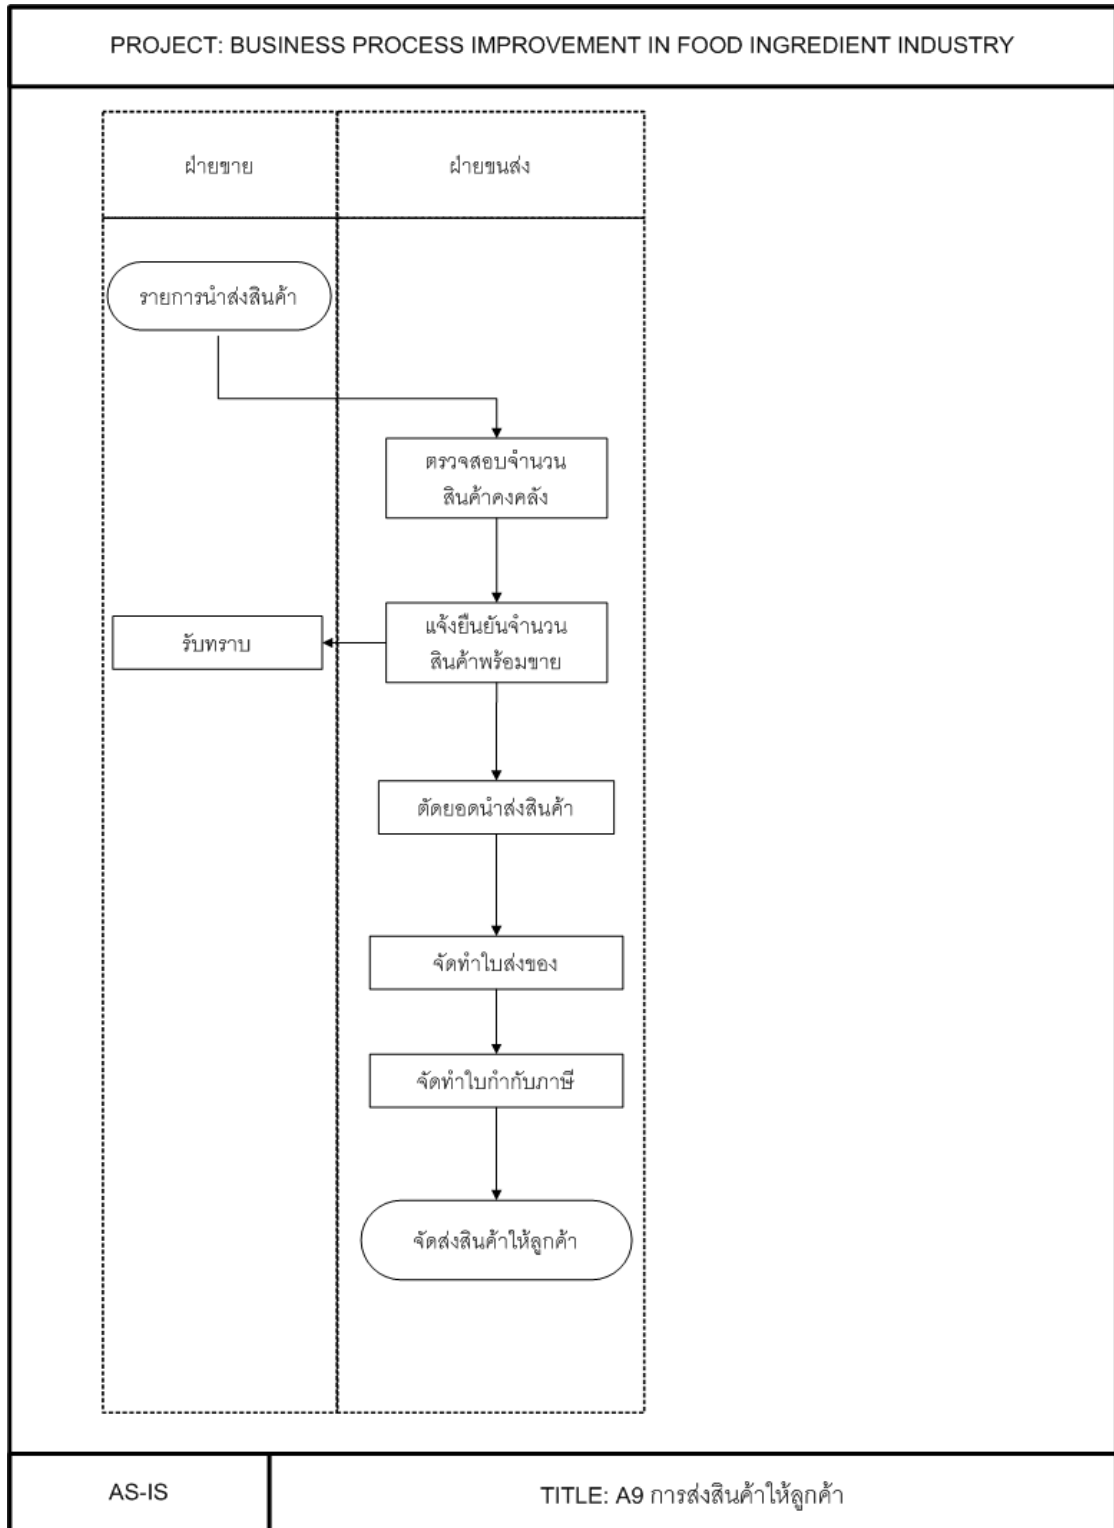 PROJECT: BUSINESS PROCESS IMPROVEMENT IN FOOD INGREDIENT INDUSTRY
ฝ่ายขาย
ฝ่ายขนส่ง
รายการนำส่งสินค้า
ตรวจสอบจำนวน
สินค้าคงคลัง
แจ้งยืนยันจำนวน
สินค้าพร้อมขาย
รับทราบ
ตัดยอดนำส่งสินค้า
จัดทำใบส่งของ
จัดทำใบกำกับภาษี
จัดส่งสินค้าให้ลูกค้า
AS-IS
TITLE: A9 การส่งสินค้าให้ลูกค้า